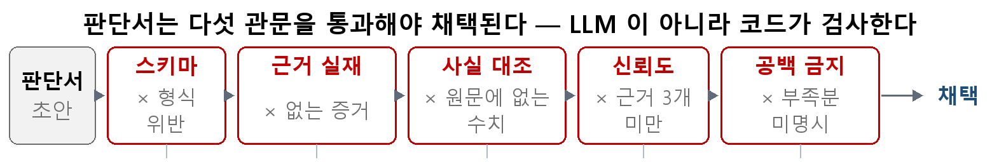 판단서는 다섯 관문을 통과해야 채택된다 — LLM 이 아니라 코드가 검사한다
판단서
초안
스키마
× 형식
위반
근거 실재
× 없는 증거
사실 대조
× 원문에 없는
수치
신뢰도
× 근거 3개
미만
공백 금지
× 부족분
미명시
채택